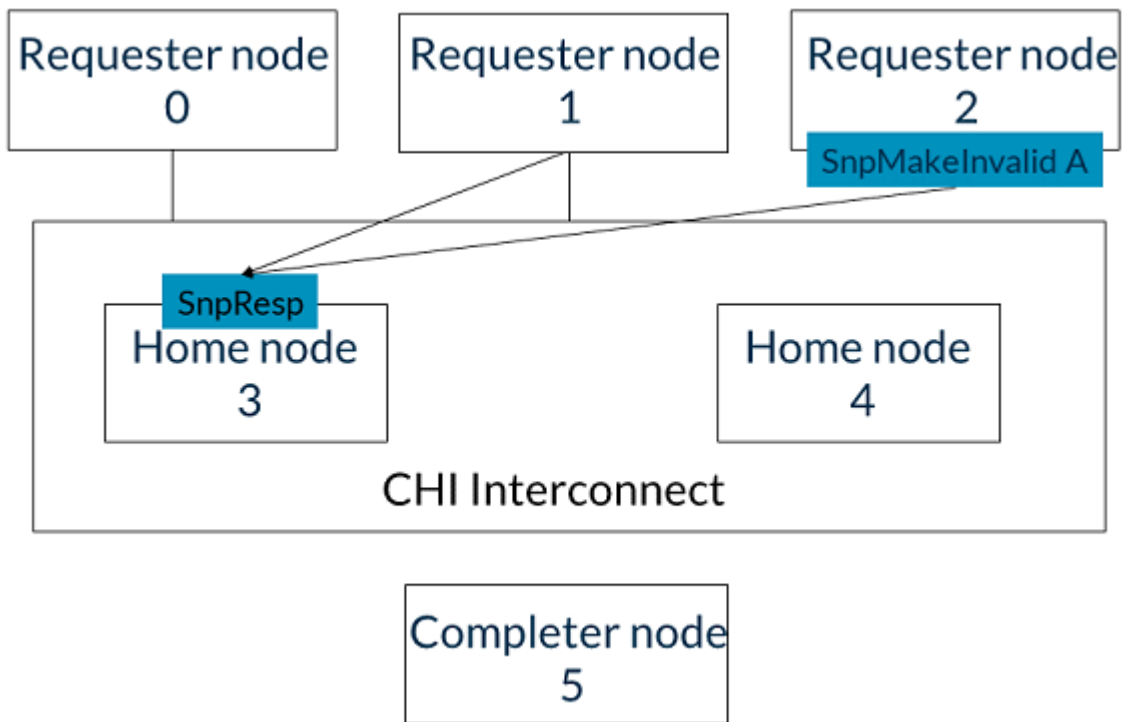 Requester node
0
Requester node
1
Requester node
2
SnpMakeInvalid A
SnpResp
Home node
3
Home node
4
CHI Interconnect
Completer node
5